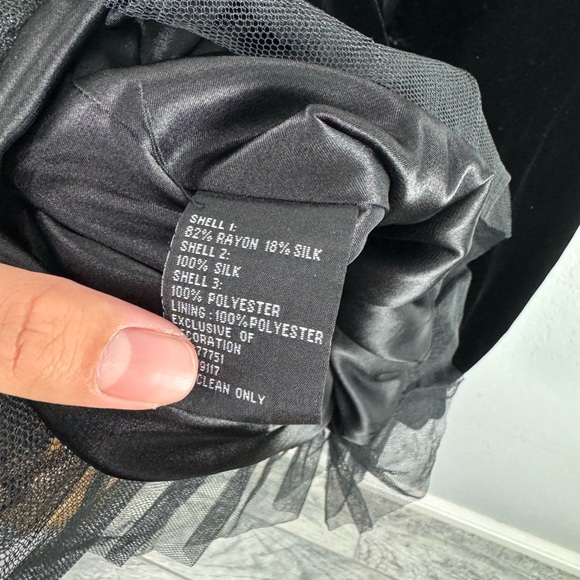 SHELL 1:
82% RAYON 18% SILK
SHELL 2:
100% SILK
SHELL 3:
100% POLYESTER
LINING:100%POLYESTER
EXCLUSIVE OF
77751
9117
CLEAN ONLY